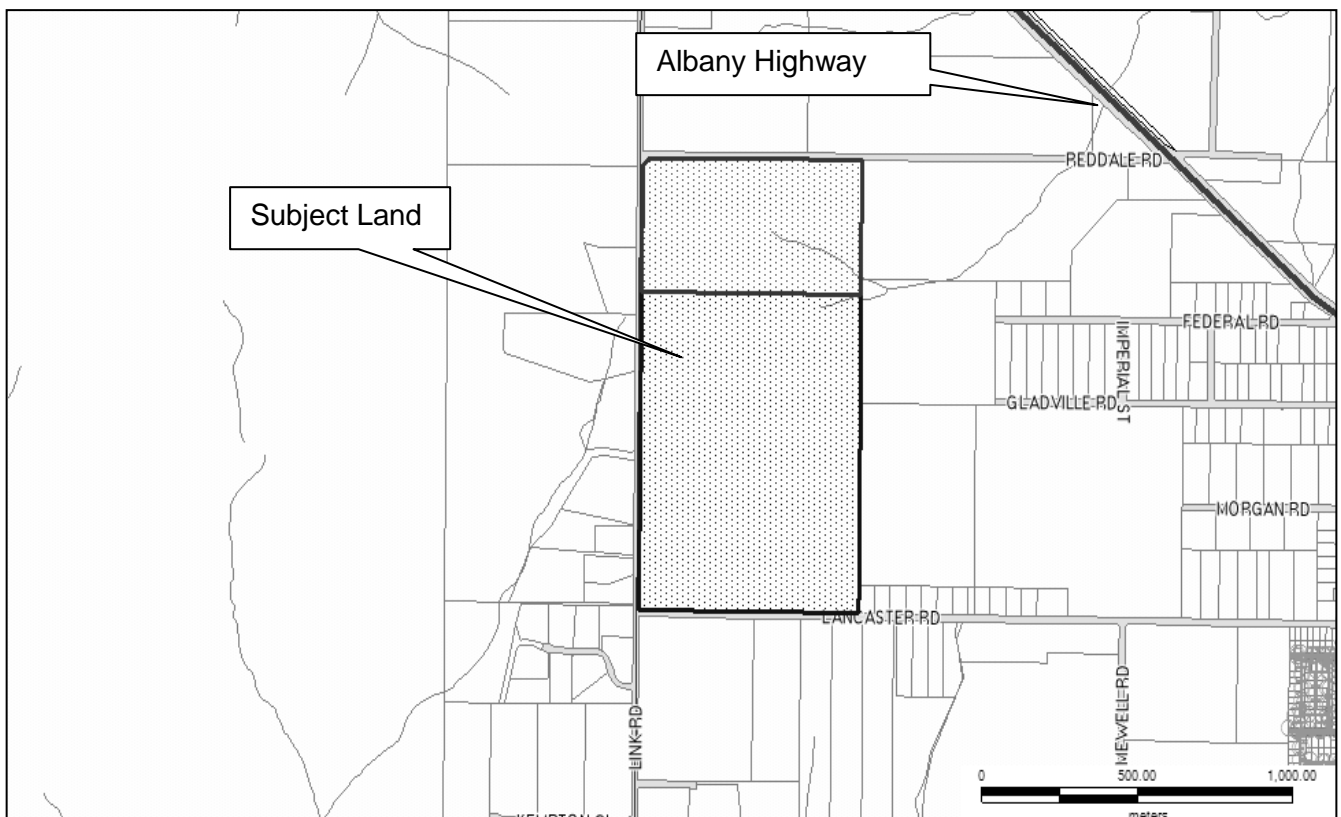 Albany Highway
REDDALE RD
Subject Land
FEDERAL RD
IMPERIAL ST
GLADVILLE RD
MORGAN RD
LANCASTER RD
LINK RD
MEWELL RD
0 500.00 1,000.00
meters